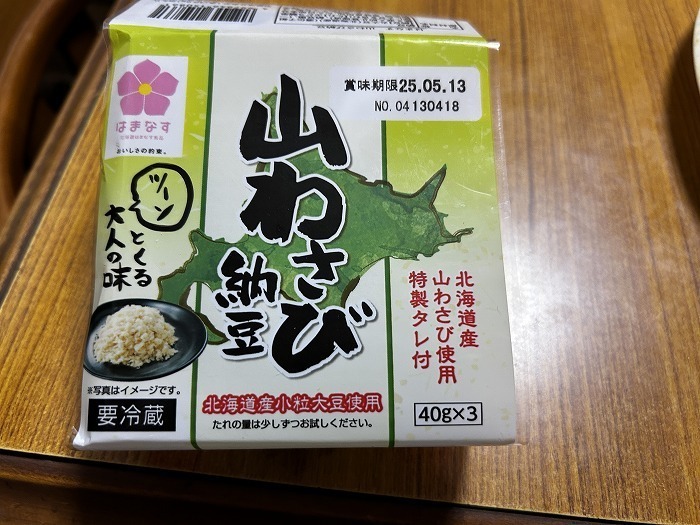 賞味期限25.05.13
NO. 04130418
はまなす
おいしさの約束。
ツーン
とくる
大人の味
山わさび
納豆
北海道産
山わさび使用
特製タレ付
※写真はイメージです。
要冷蔵
北海道産小粒大豆使用
たれの量は少しずつお試しください。
40g×3